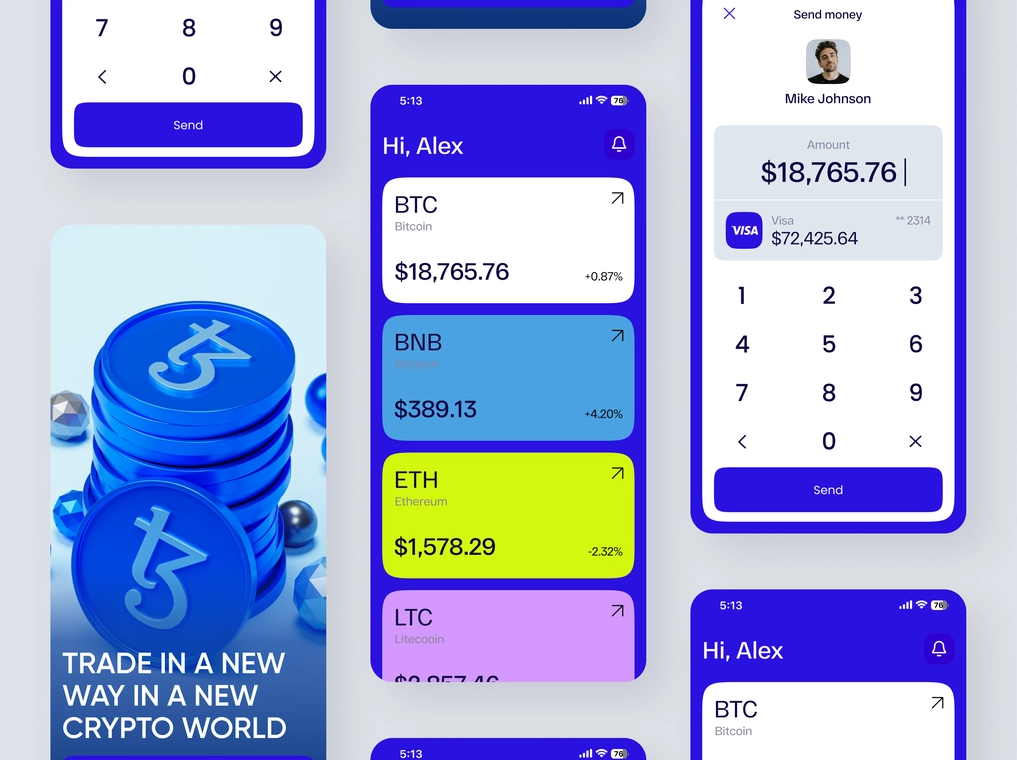 7 8 9
0
Send
TRADE IN A NEW
WAY IN A NEW
CRYPTO WORLD
5:13
76
Hi, Alex
BTC
Bitcoin
$18,765.76
+0.87%
BNB
Binance
$389.13
+4.20%
ETH
Ethereum
$1,578.29
-2.32%
LTC
Litecooin
$2,857.46
5:13
76
Send money
Mike Johnson
Amount
$18,765.76
VISA
Visa
** 2314
$72,425.64
1 2 3
4 5 6
7 8 9
0
Send
5:13
76
Hi, Alex
BTC
Bitcoin